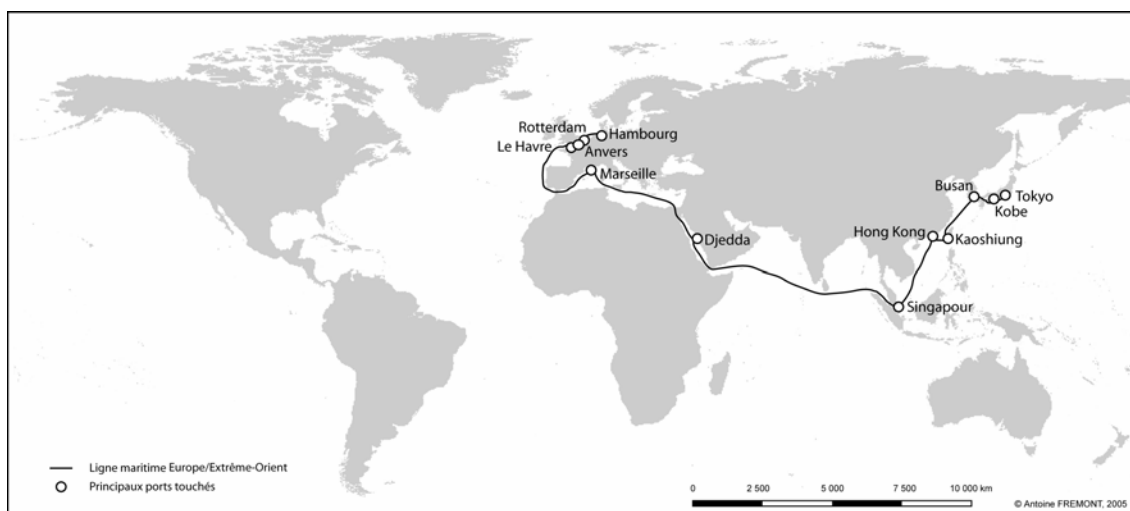 Rotterdam
Hambourg
Le Havre
Anvers
Marseille
Busan
Tokyo
Kobe
Djedda
Hong Kong
Kaoshiung
Singapour
Ligne maritime Europe/Extrême-Orient
Principaux ports touchés
0 2 500 5 000 7 500 10 000 km
© Antoine FREMONT, 2005